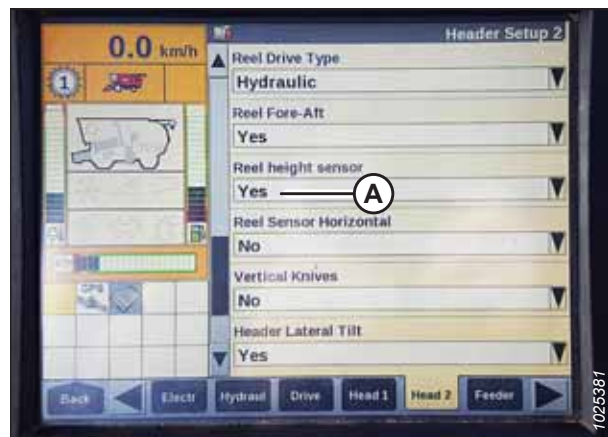 Header Setup 2
0.0 km/h
1
Reel Drive Type
Hydraulic
Reel Fore-Aft
Yes
Reel height sensor
Yes
A
Reel Sensor Horizontal
No
Vertical Knives
No
Header Lateral Tilt
Yes
GPS
Back
Electr
Hydraul
Drive
Head 1
Head 2
Feeder
1025381